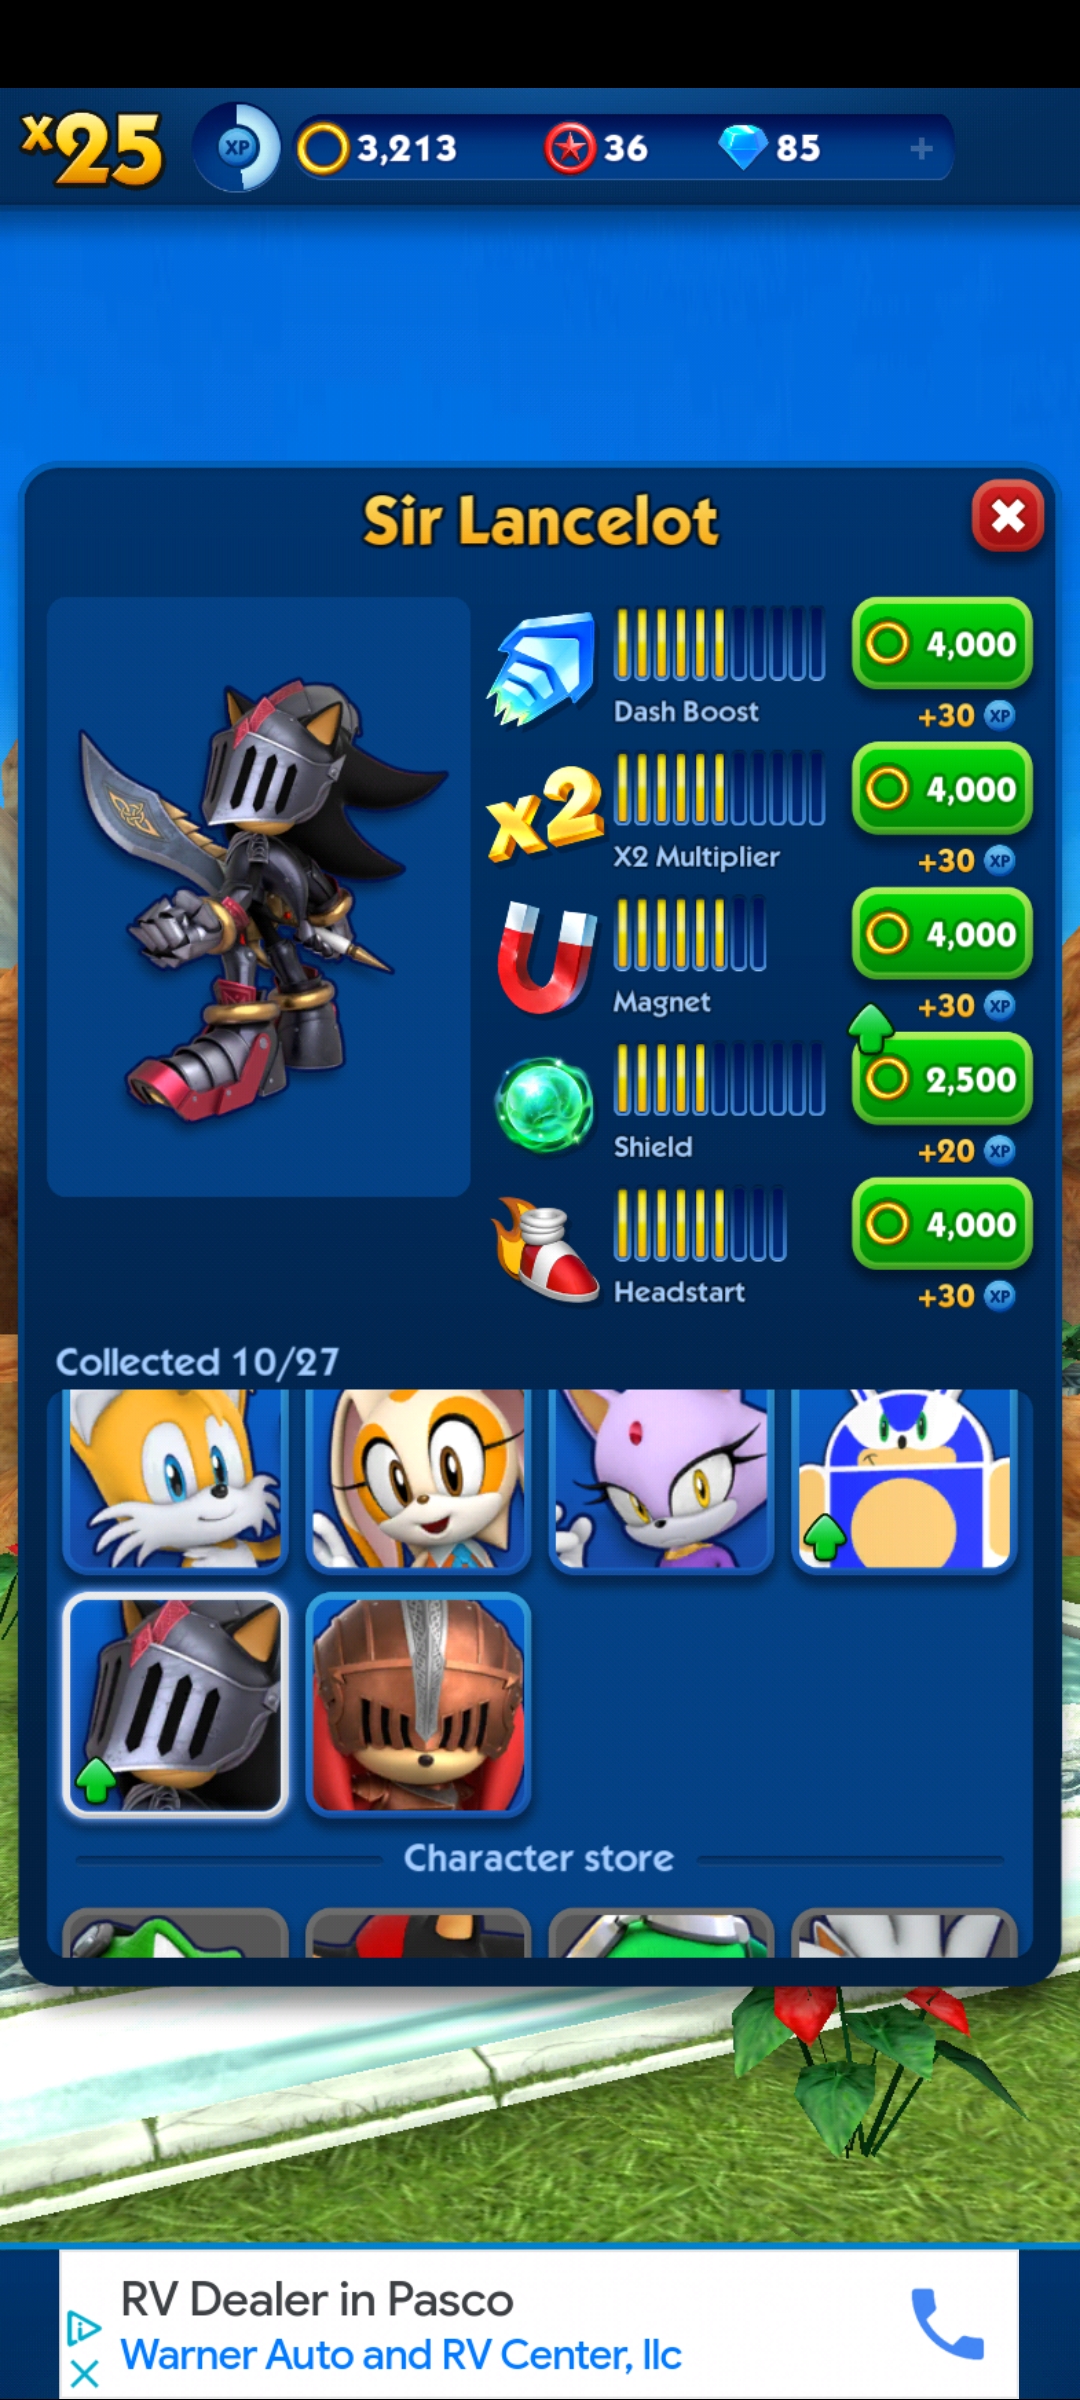 x25
XP
3,213
36
85
+
Sir Lancelot
4,000
Dash Boost
+30 XP
x2
4,000
X2 Multiplier
+30 XP
4,000
Magnet
+30 XP
2,500
Shield
+20 XP
4,000
Headstart
+30 XP
Collected 10/27
Character store
RV Dealer in Pasco
Warner Auto and RV Center, llc